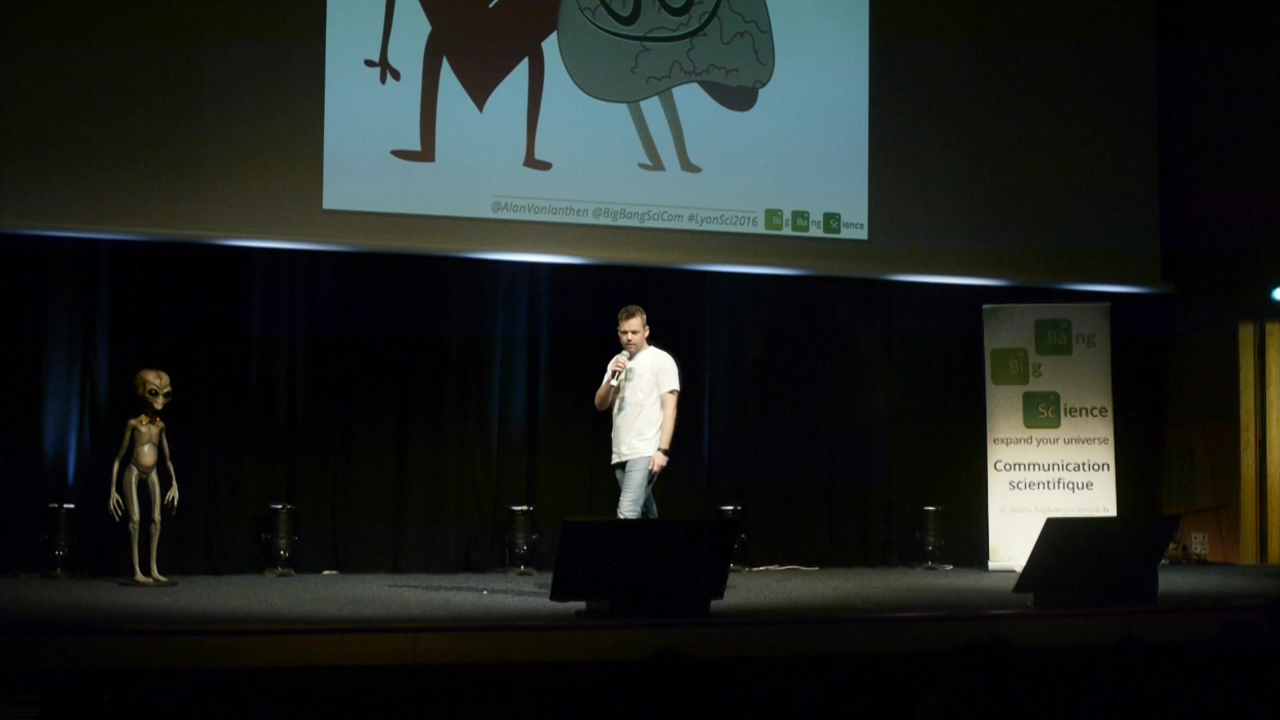 @AlanVonlanthen @BigBangSciCom #LyonSci2016 Big Bang Science
Bang
Big
Science
expand your universe
Communication
scientifique